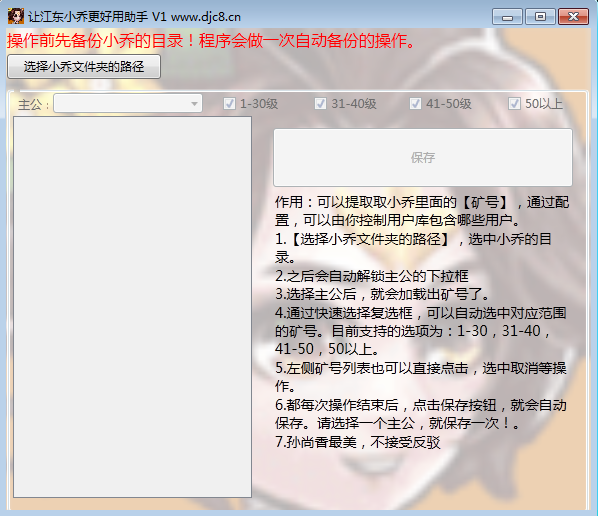 让江东小乔更好用助手 V1 www.djc8.cn
操作前先备份小乔的目录！程序会做一次自动备份的操作。
选择小乔文件夹的路径
主公： 1-30级 31-40级 41-50级 50以上
保存
作用：可以提取取小乔里面的【矿号】，通过配
置，可以由你控制用户库包含哪些用户。
1.【选择小乔文件夹的路径】，选中小乔的目
录。
2.之后会自动解锁主公的下拉框
3.选择主公后，就会加载出矿号了。
4.通过快速选择复选框，可以自动选中对应范围
的矿号。目前支持的选项为：1-30，31-40，
41-50，50以上。
5.左侧矿号列表也可以直接点击，选中取消等操
作。
6.都每次操作结束后，点击保存按钮，就会自动
保存。请选择一个主公，就保存一次！。
7.孙尚香最美，不接受反驳